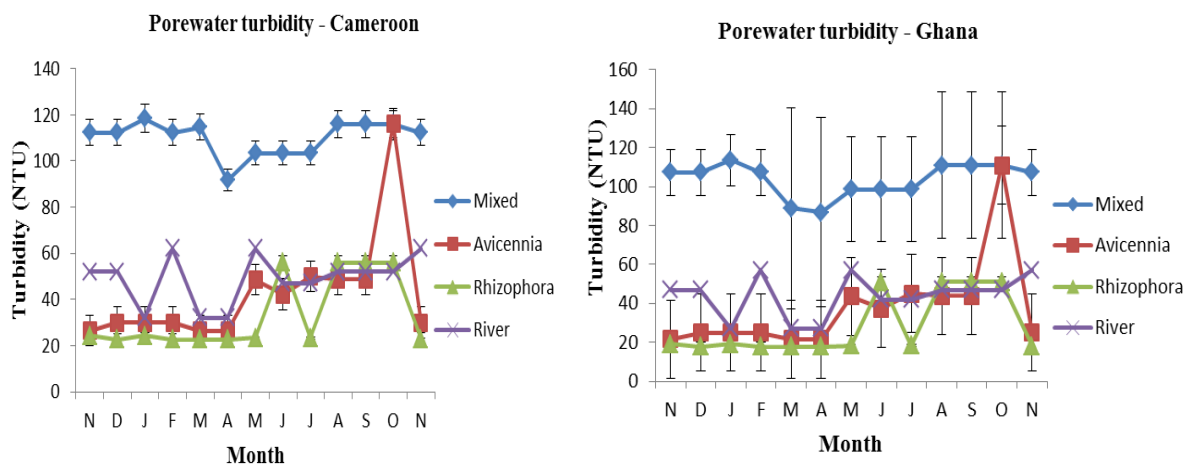 Porewater turbidity - Cameroon
Turbidity (NTU)
140
120
100
80
60
40
20
0
N D J F M A M J J A S O N
Month
Mixed
Avicennia
Rhizophora
River
Porewater turbidity - Ghana
Turbidity (NTU)
160
140
120
100
80
60
40
20
0
N D J F M A M J J A S O N
Month
Mixed
Avicennia
Rhizophora
River